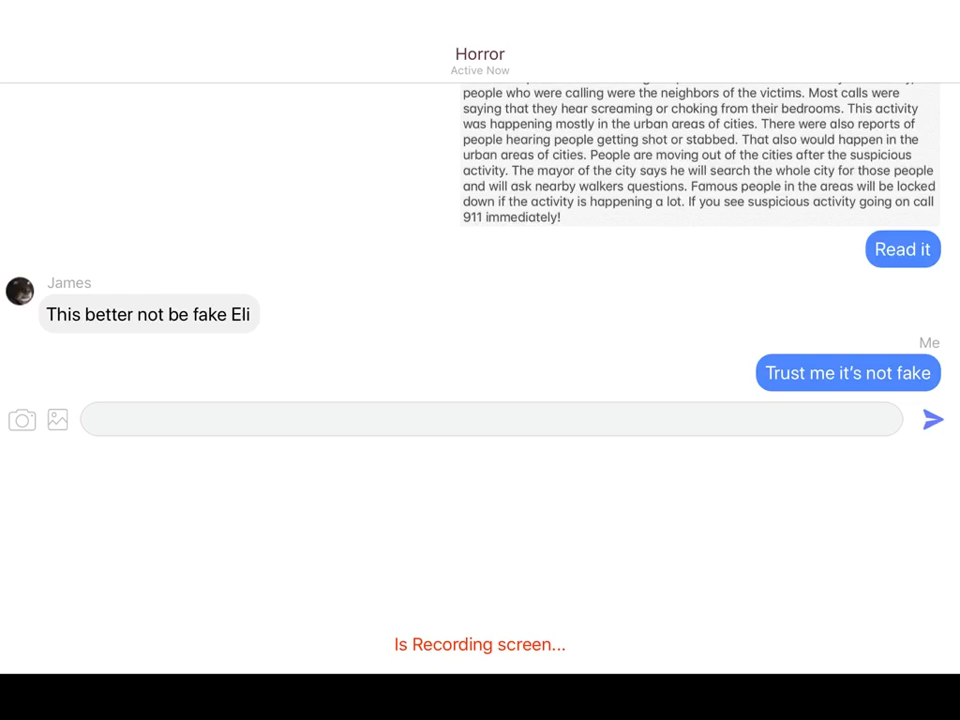 Horror
Active Now
people who were calling were the neighbors of the victims. Most calls were
saying that they hear screaming or choking from their bedrooms. This activity
was happening mostly in the urban areas of cities. There were also reports of
people hearing people getting shot or stabbed. That also would happen in the
urban areas of cities. People are moving out of the cities after the suspicious
activity. The mayor of the city says he will search the whole city for those people
and will ask nearby walkers questions. Famous people in the areas will be locked
down if the activity is happening a lot. If you see suspicious activity going on call
911 immediately!
Read it
James
This better not be fake Eli
Me
Trust me it's not fake
Is Recording screen...